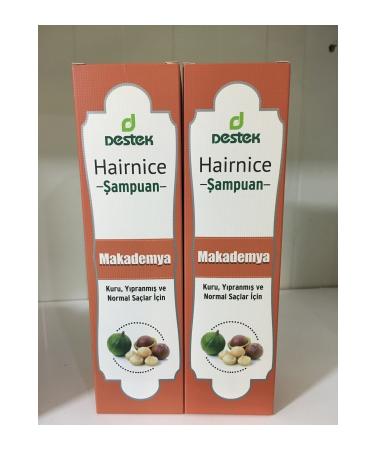 DESTEK
Hairnice
Şampuan
Makademya
Kuru, Yıpranmış ve
Normal Saçlar İçin
DESTEK
Hairnice
Şampuan
Makademya
Kuru, Yıpranmış ve
Normal Saçlar İçin